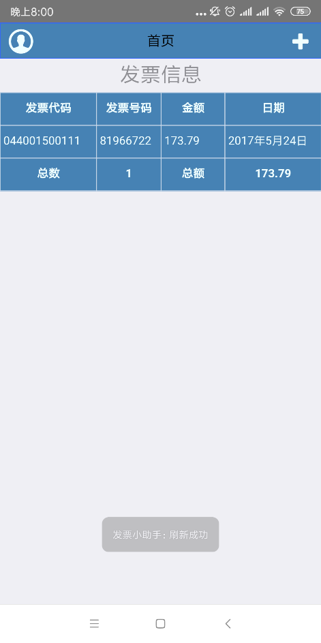 晚上8:00
75
首页
发票信息
发票代码 发票号码 金额 日期
044001500111 81966722 173.79 2017年5月24日
总数 1 总额 173.79
发票小助手：刷新成功